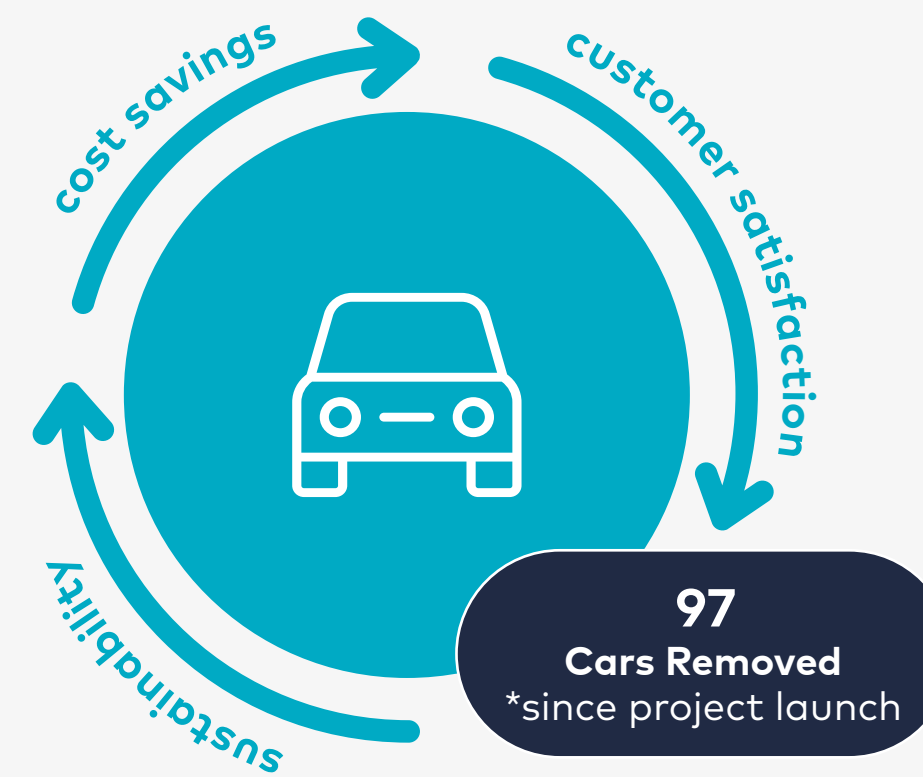 cost savings
customer satisfaction
97
Cars Removed
*since project launch
sustainability